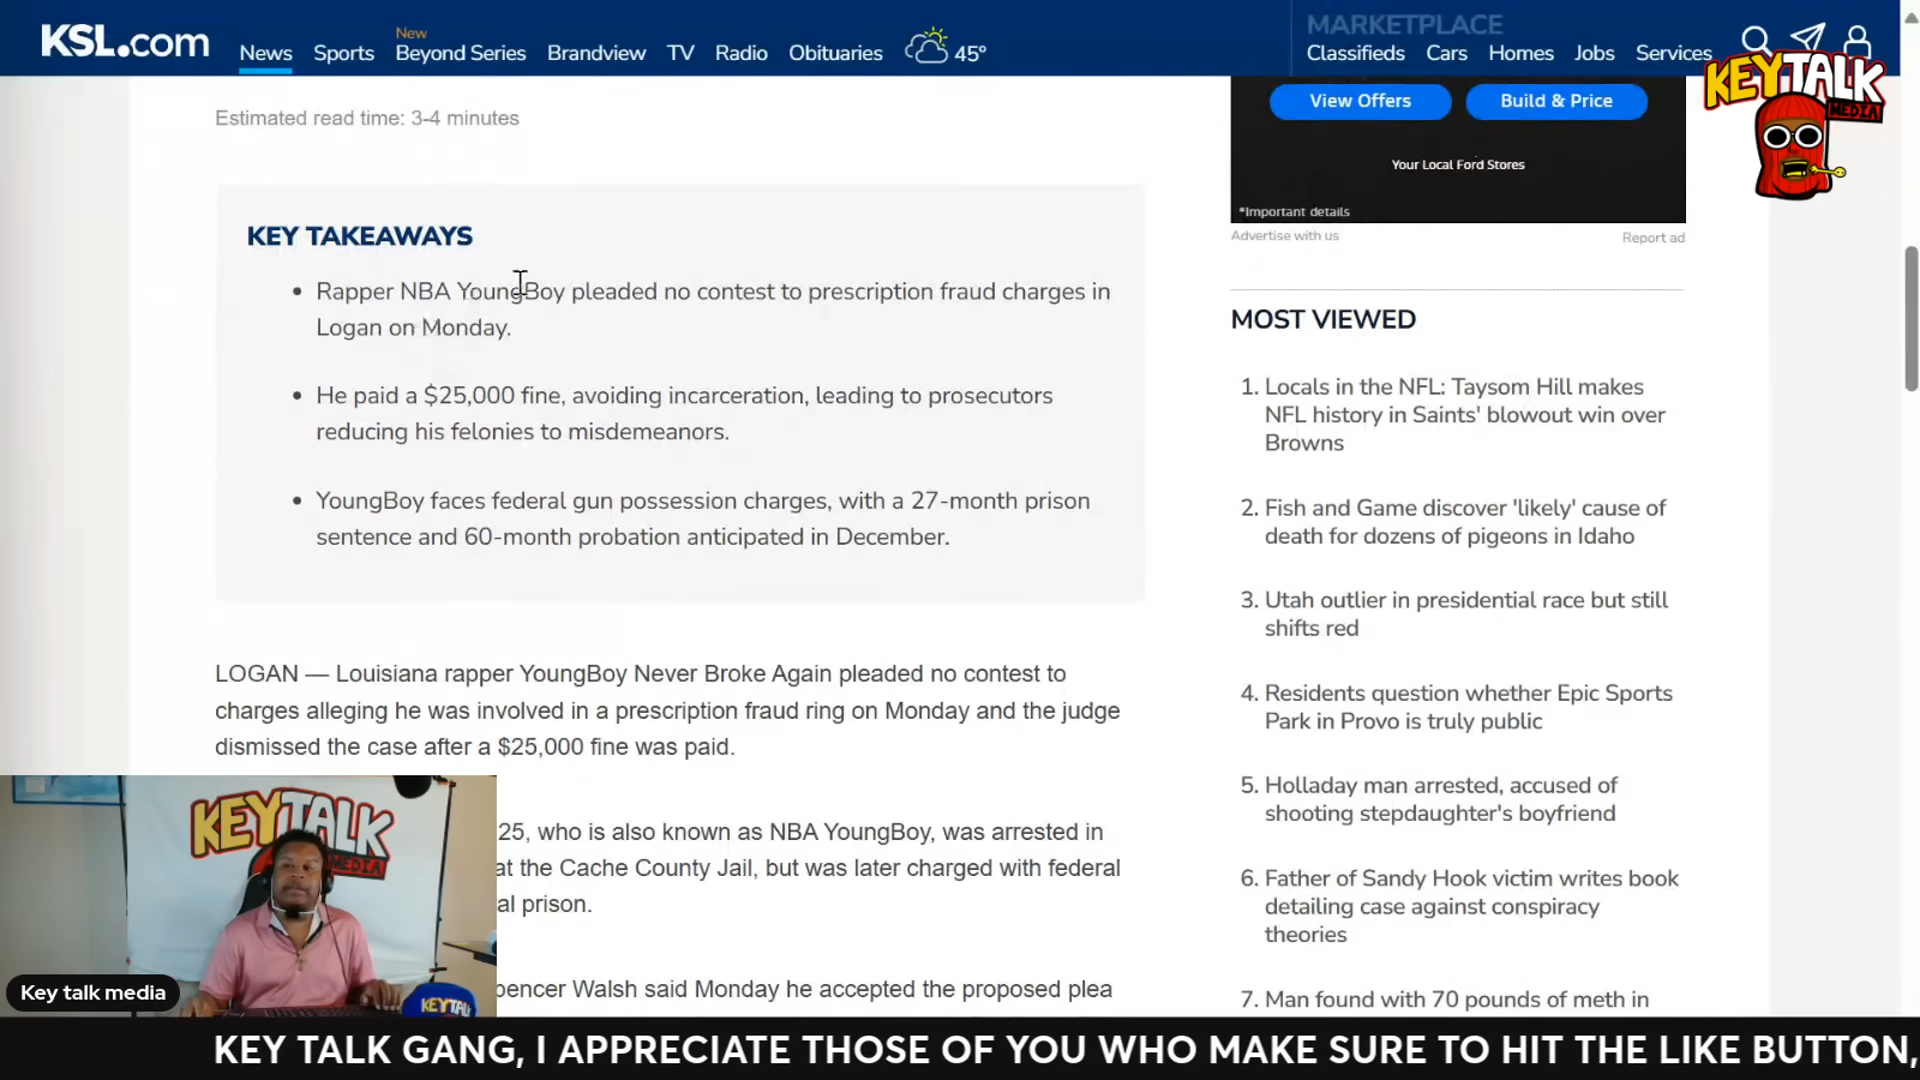 KSL.com
News
Sports
New
Beyond Series
Brandview
TV
Radio
Obituaries
45°
MARKETPLACE
Classifieds
Cars
Homes
Jobs
Services
KEYTALK
MEDIA
Estimated read time: 3-4 minutes
View Offers
Build & Price
Your Local Ford Stores
*Important details
Advertise with us
Report ad
KEY TAKEAWAYS
• Rapper NBA YoungBoy pleaded no contest to prescription fraud charges in
Logan on Monday.
• He paid a $25,000 fine, avoiding incarceration, leading to prosecutors
reducing his felonies to misdemeanors.
• YoungBoy faces federal gun possession charges, with a 27-month prison
sentence and 60-month probation anticipated in December.
LOGAN — Louisiana rapper YoungBoy Never Broke Again pleaded no contest to
charges alleging he was involved in a prescription fraud ring on Monday and the judge
dismissed the case after a $25,000 fine was paid.
25, who is also known as NBA YoungBoy, was arrested in
at the Cache County Jail, but was later charged with federal
al prison.
pencer Walsh said Monday he accepted the proposed plea
MOST VIEWED
1. Locals in the NFL: Taysom Hill makes
NFL history in Saints' blowout win over
Browns
2. Fish and Game discover 'likely' cause of
death for dozens of pigeons in Idaho
3. Utah outlier in presidential race but still
shifts red
4. Residents question whether Epic Sports
Park in Provo is truly public
5. Holladay man arrested, accused of
shooting stepdaughter's boyfriend
6. Father of Sandy Hook victim writes book
detailing case against conspiracy
theories
7. Man found with 70 pounds of meth in
KEYTALK
MEDIA
KEYTALK
Key talk media
KEY TALK GANG, I APPRECIATE THOSE OF YOU WHO MAKE SURE TO HIT THE LIKE BUTTON,